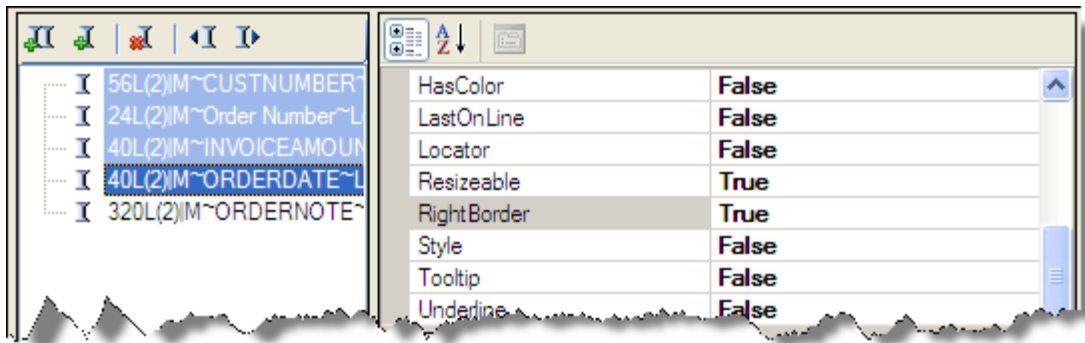 56L(2)|M~CUSTNUMBER~
24L(2)|M~Order Number~L
40L(2)|M~INVOICEAMOUN
40L(2)|M~ORDERDATE~L
320L(2)|M~ORDERNOTE~
A Z
HasColor False
LastOnLine False
Locator False
Resizeable True
RightBorder True
Style False
Tooltip False
Underline False